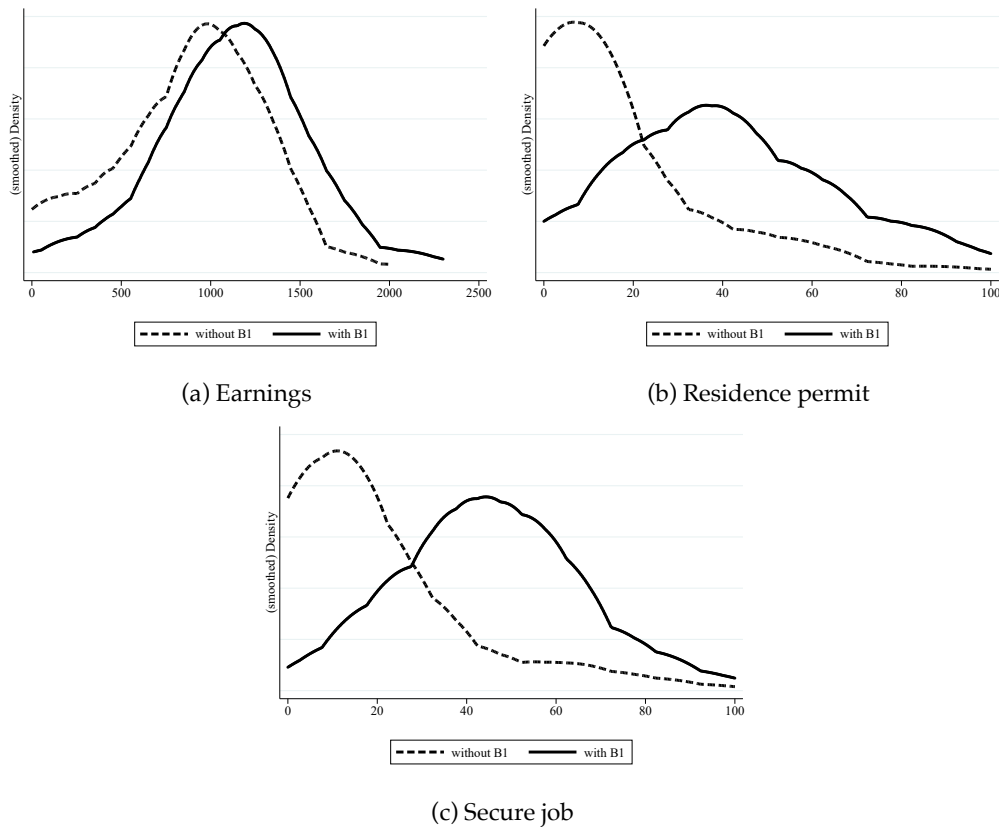 (smoothed) Density
0 500 1000 1500 2000 2500
without B1 with B1
(a) Earnings
(smoothed) Density
0 20 40 60 80 100
without B1 with B1
(b) Residence permit
(smoothed) Density
0 20 40 60 80 100
without B1 with B1
(c) Secure job